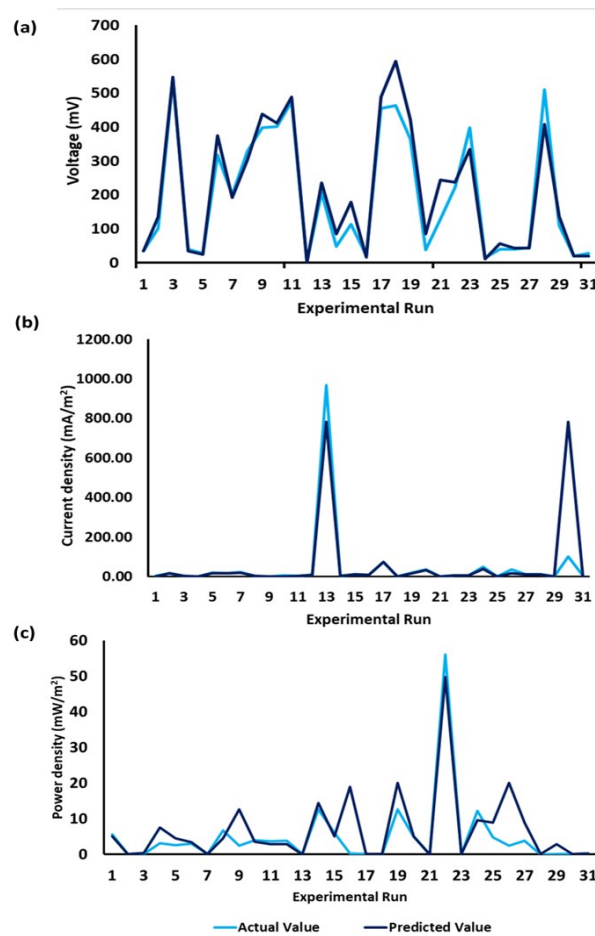 (a)
700
600
500
400
300
200
100
0
Voltage (mV)
1 3 5 7 9 11 13 15 17 19 21 23 25 27 29 31
Experimental Run
(b)
1200.00
1000.00
800.00
600.00
400.00
200.00
0.00
Current density (mA/m²)
1 3 5 7 9 11 13 15 17 19 21 23 25 27 29 31
Experimental Run
(c)
60
50
40
30
20
10
0
Power density (mW/m²)
1 3 5 7 9 11 13 15 17 19 21 23 25 27 29 31
Experimental Run
Actual Value Predicted Value